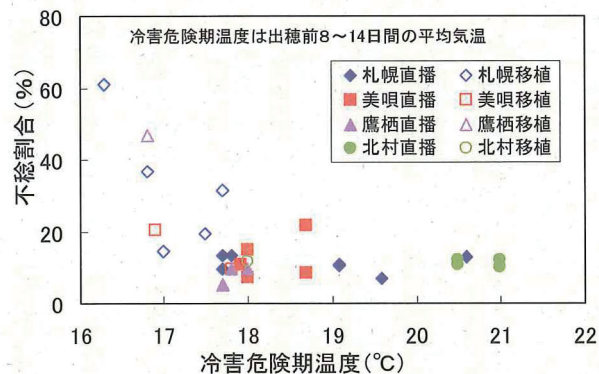 冷害危険期温度は出穂前8～14日間の平均気温
札幌直播 札幌移植
美唄直播 美唄移植
鷹栖直播 鷹栖移植
北村直播 北村移植
不稔割合(%)
80
60
40
20
0
16 17 18 19 20 21 22
冷害危険期温度(℃)